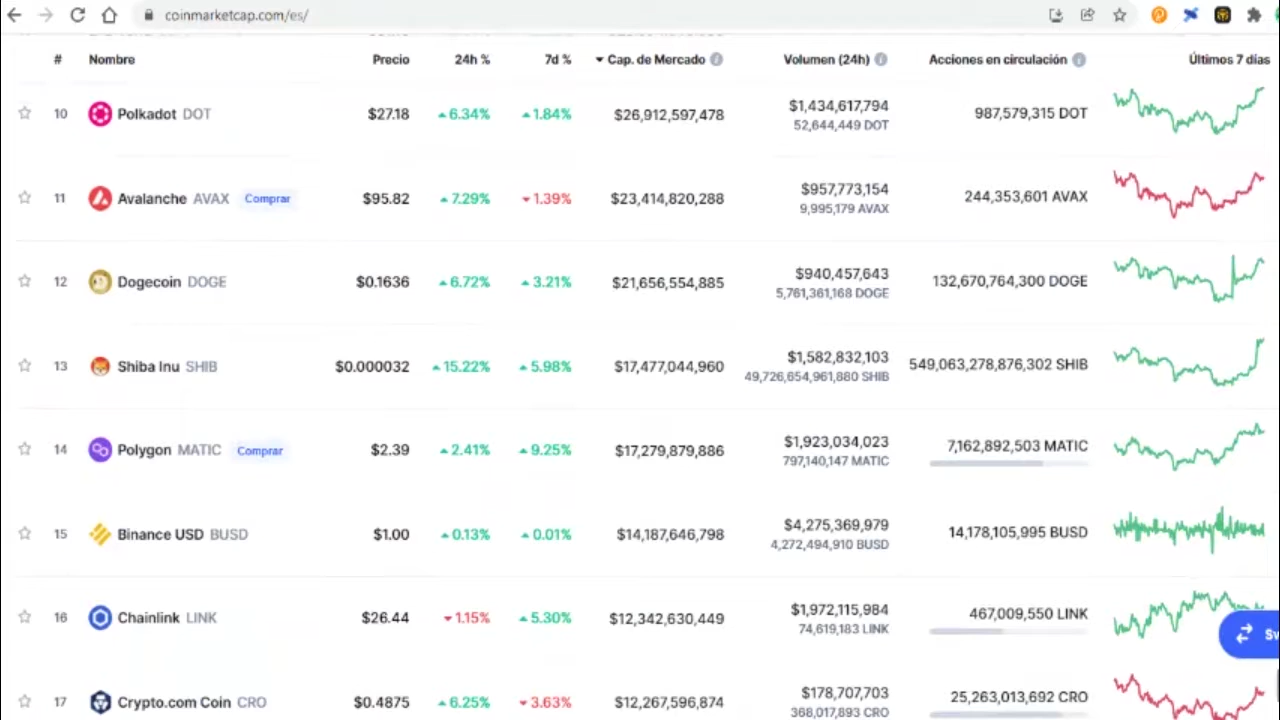 coinmarketcap.com/es/
# Nombre Precio 24h % 7d % Cap. de Mercado Volumen (24h) Acciones en circulación Últimos 7 días
10 Polkadot DOT $27.18 6.34% 1.84% $26,912,597,478 $1,434,617,794 987,579,315 DOT
52,644,449 DOT
11 Avalanche AVAX Comprar $95.82 7.29% 1.39% $23,414,820,288 $957,773,154 244,353,601 AVAX
9,995,179 AVAX
12 Dogecoin DOGE $0.1636 6.72% 3.21% $21,656,554,885 $940,457,643 132,670,764,300 DOGE
5,761,361,168 DOGE
13 Shiba Inu SHIB $0.000032 15.22% 5.98% $17,477,044,960 $1,582,832,103 549,063,278,876,302 SHIB
49,726,654,961,880 SHIB
14 Polygon MATIC Comprar $2.39 2.41% 9.25% $17,279,879,886 $1,923,034,023 7,162,892,503 MATIC
797,140,147 MATIC
15 Binance USD BUSD $1.00 0.13% 0.01% $14,187,646,798 $4,275,369,979 14,178,105,995 BUSD
4,272,494,910 BUSD
16 Chainlink LINK $26.44 1.15% 5.30% $12,342,630,449 $1,972,115,984 467,009,550 LINK
74,619,183 LINK
17 Crypto.com Coin CRO $0.4875 6.25% 3.63% $12,267,596,874 $178,707,703 25,263,013,692 CRO
368,017,893 CRO